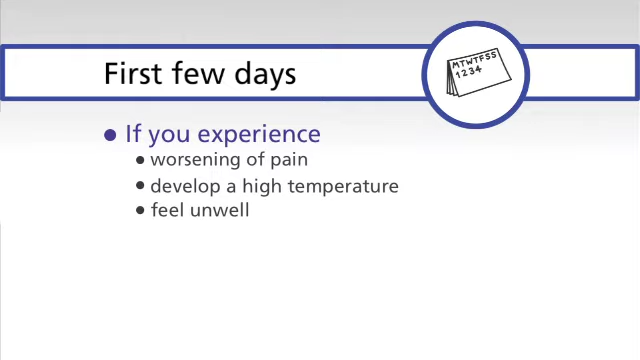 First few days
MTWTFSS
1234
If you experience
worsening of pain
develop a high temperature
feel unwell